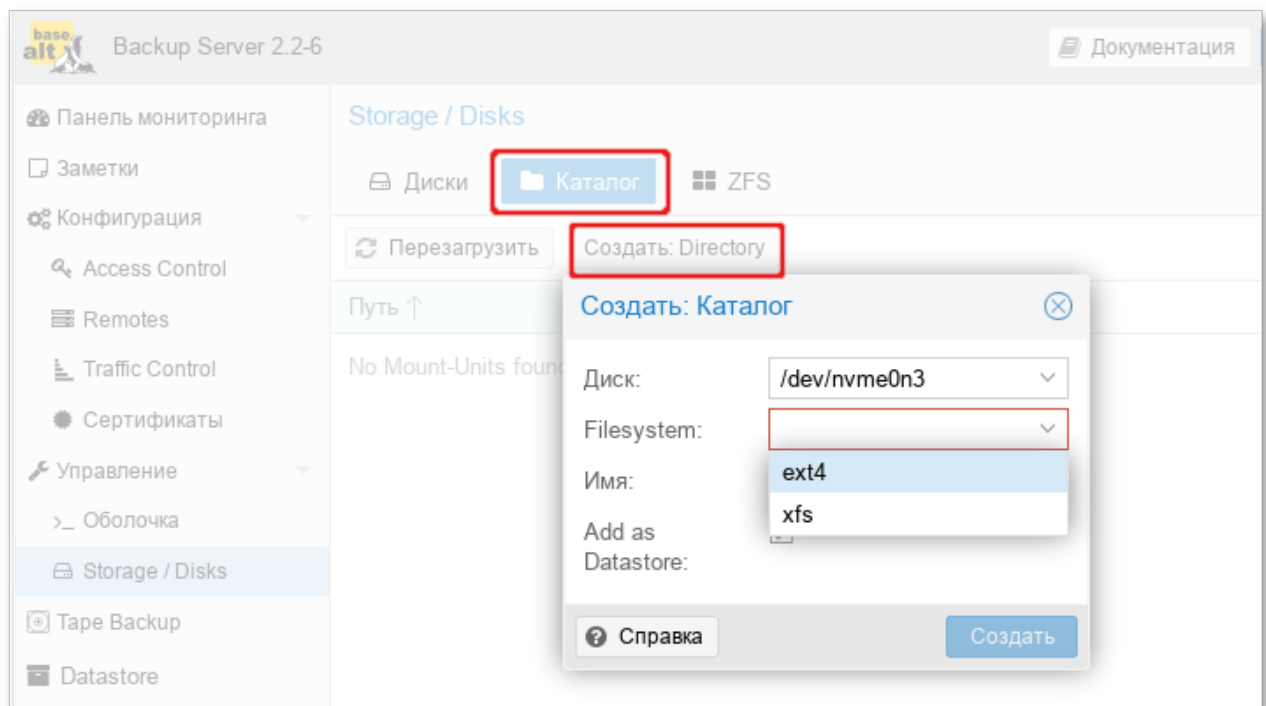 base
alt
Backup Server 2.2-6
Документация
Панель мониторинга
Заметки
Конфигурация
Access Control
Remotes
Traffic Control
Сертификаты
Управление
>_ Оболочка
Storage / Disks
Tape Backup
Datastore
Storage / Disks
Диски
Каталог
ZFS
Перезагрузить
Создать: Directory
Путь ↑
No Mount-Units found
Создать: Каталог
Диск:
/dev/nvme0n3
Filesystem:
ext4
xfs
Имя:
Add as
Datastore:
Справка
Создать